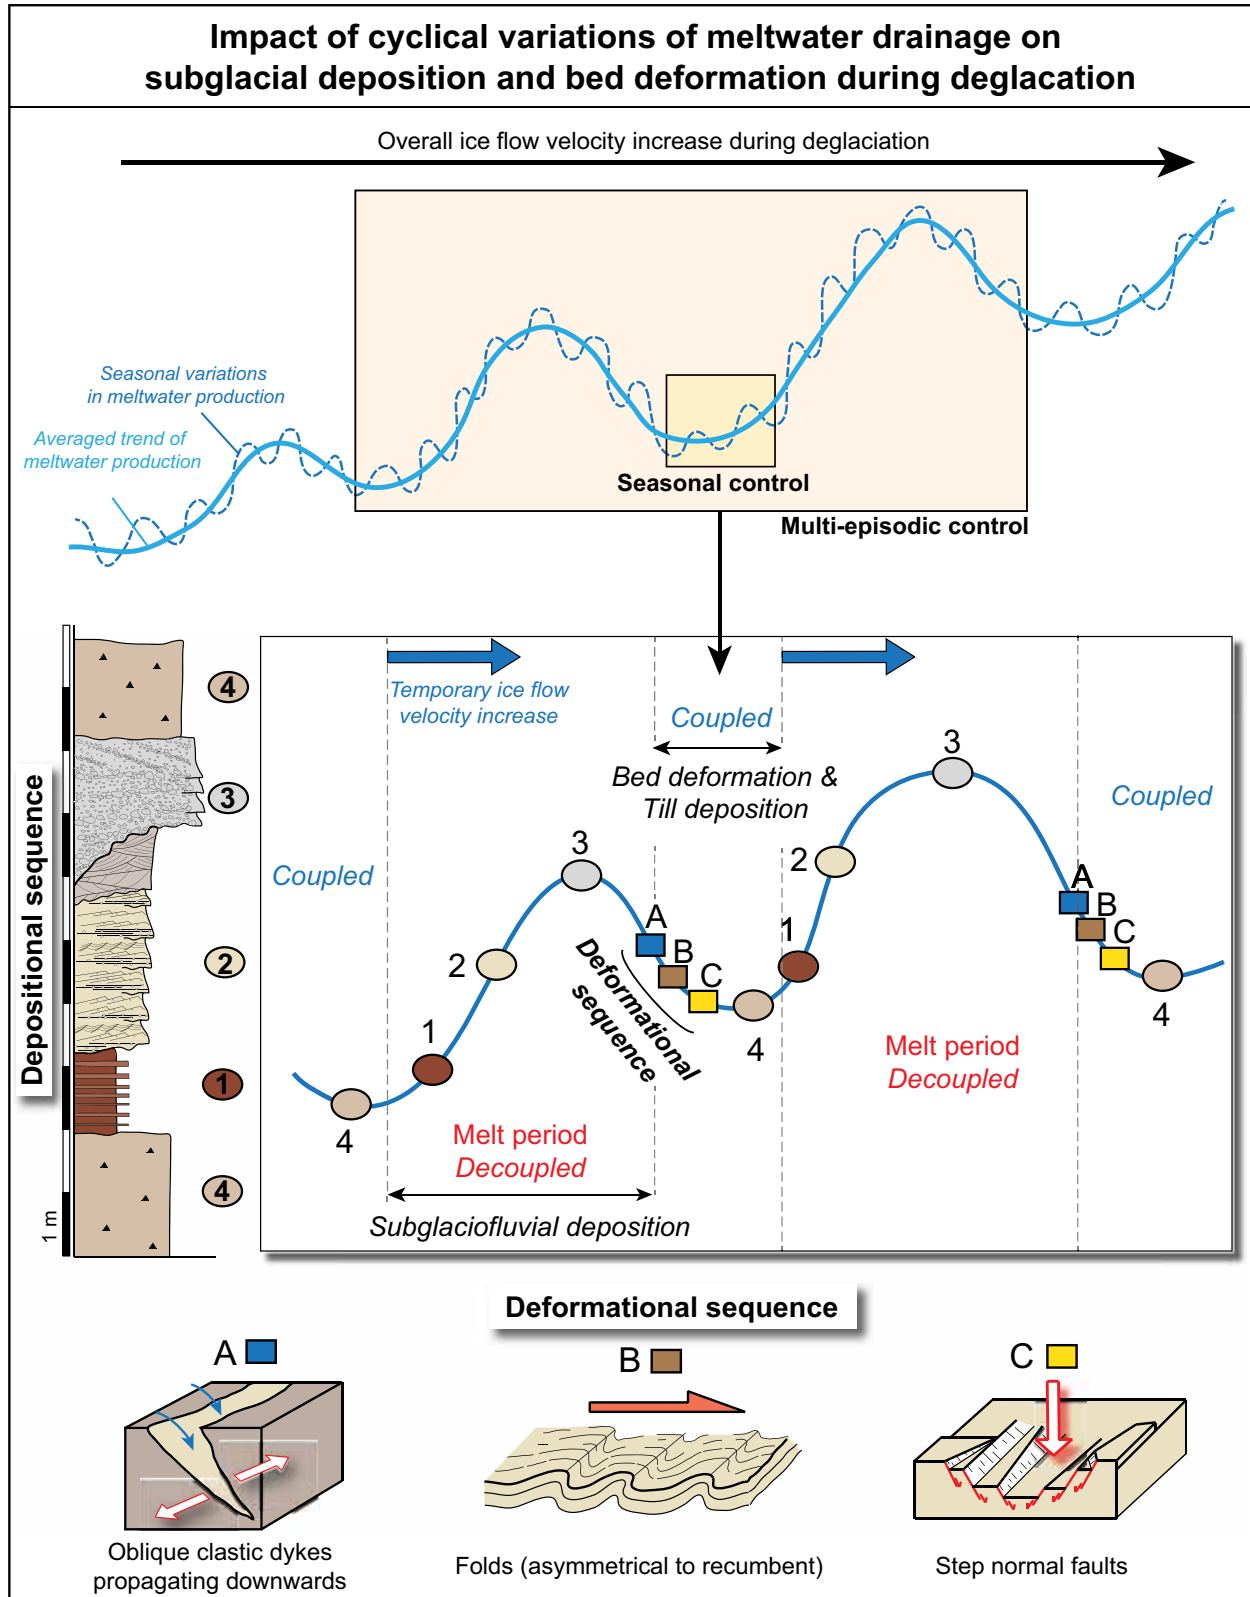 Impact of cyclical variations of meltwater drainage on
subglacial deposition and bed deformation during deglacation
Overall ice flow velocity increase during deglaciation
Seasonal variations
in meltwater production
Averaged trend of
meltwater production
Seasonal control
Multi-episodic control
Depositional sequence
1 m
4
3
2
1
4
Temporary ice flow
velocity increase
Coupled
Bed deformation &
Till deposition
Coupled
Coupled
4
1
2
3
A
B
C
4
1
2
3
A
B
C
4
Deformational
sequence
Melt period
Decoupled
Melt period
Decoupled
Subglaciofluvial deposition
Deformational sequence
A
B
C
Oblique clastic dykes
propagating downwards
Folds (asymmetrical to recumbent)
Step normal faults